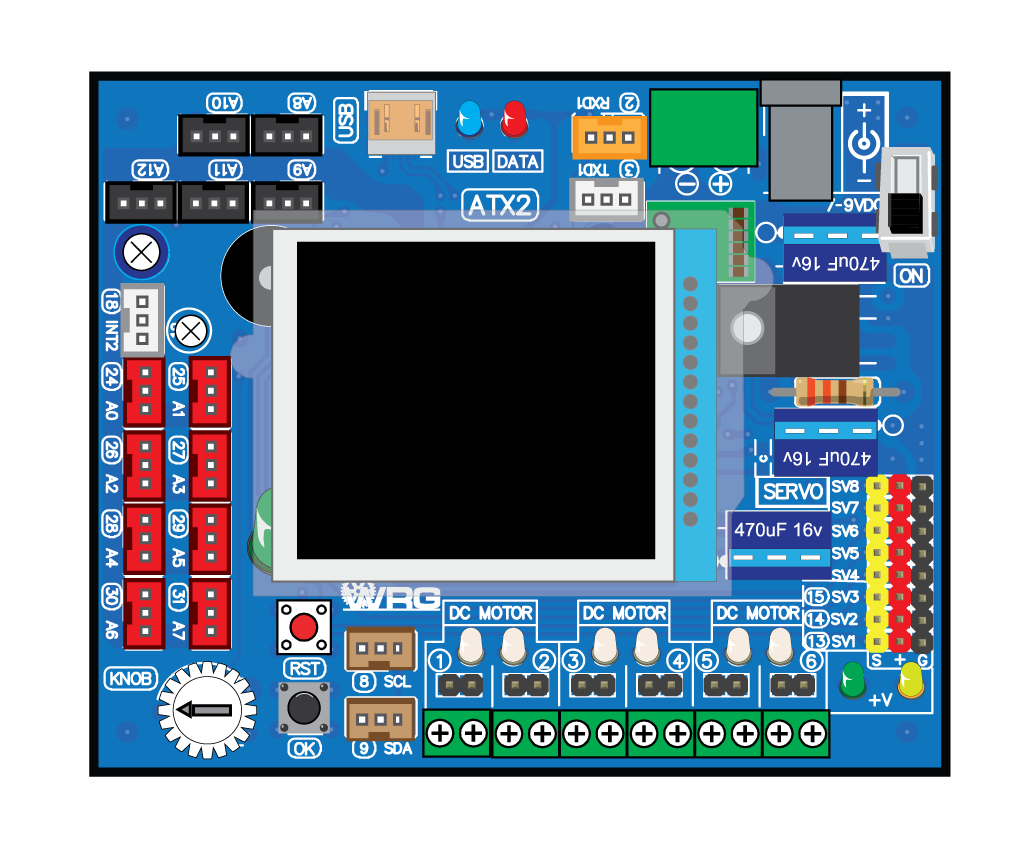 A10
A8
USB
RXD1
2
USB
DATA
+
−
A12
A11
A9
TXD1
3
− +
ATX2
7-9VDC
470uF 16v
ON
18
INT2
24
A0
25
A1
26
A2
27
A3
470uF 16v
c
SERVO
SV8
SV7
28
A4
29
A5
470uF 16v
SV6
SV5
SV4
30
A6
31
A7
WRG
DC MOTOR
DC MOTOR
DC MOTOR
15 SV3
14 SV2
13 SV1
RST
1
2
3
4
5
6
S + G
KNOB
8 SCL
+V
OK
9 SDA